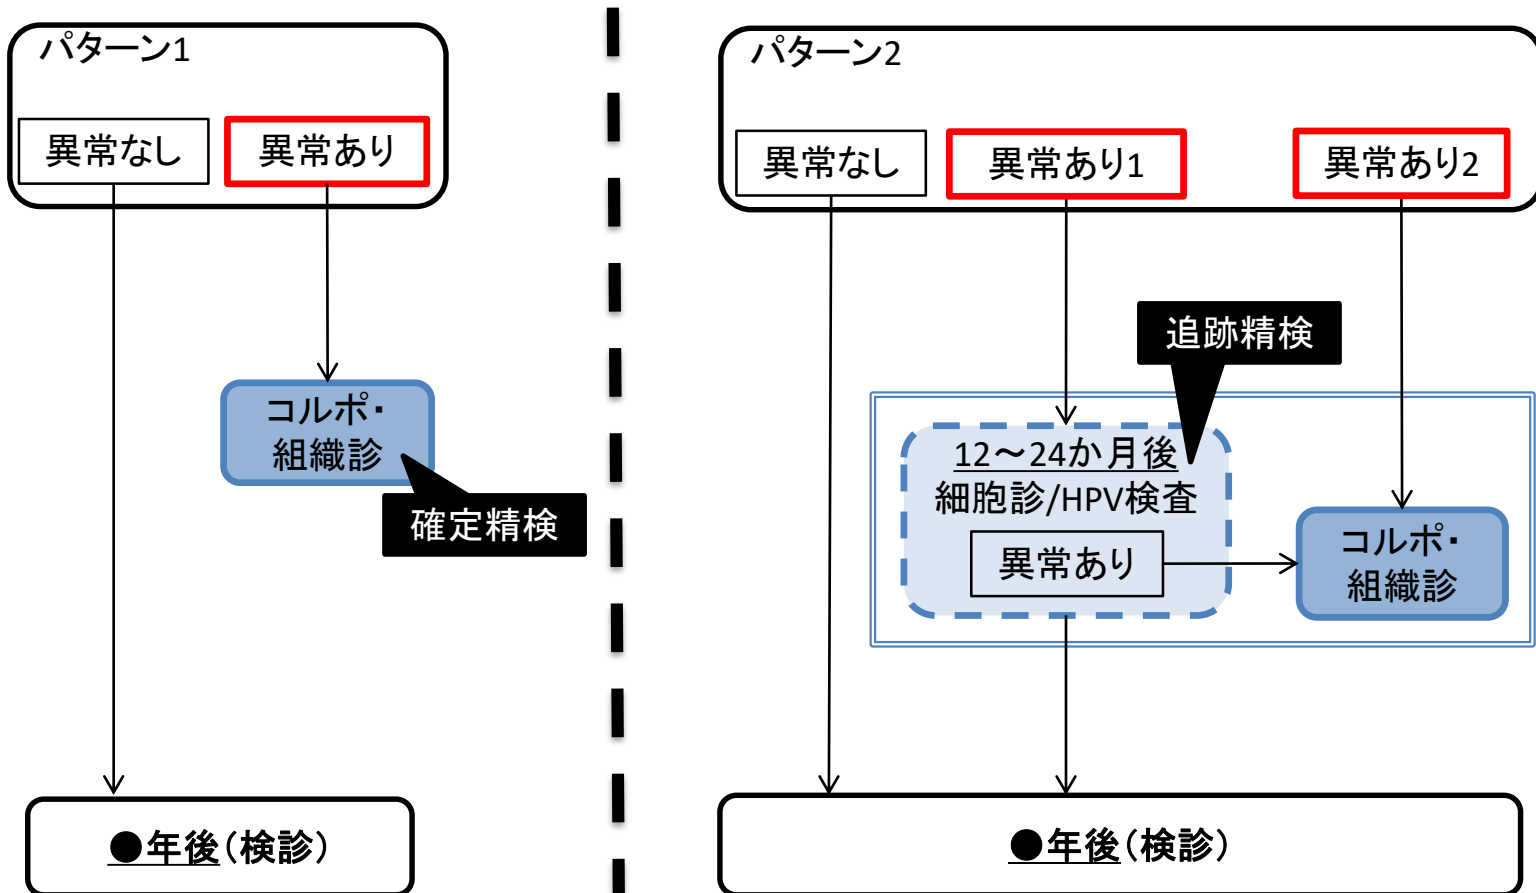 パターン1
異常なし
異常あり
コルポ・
組織診
確定精検
●年後(検診)
パターン2
異常なし
異常あり1
異常あり2
追跡精検
12～24か月後
細胞診/HPV検査
異常あり
コルポ・
組織診
●年後(検診)